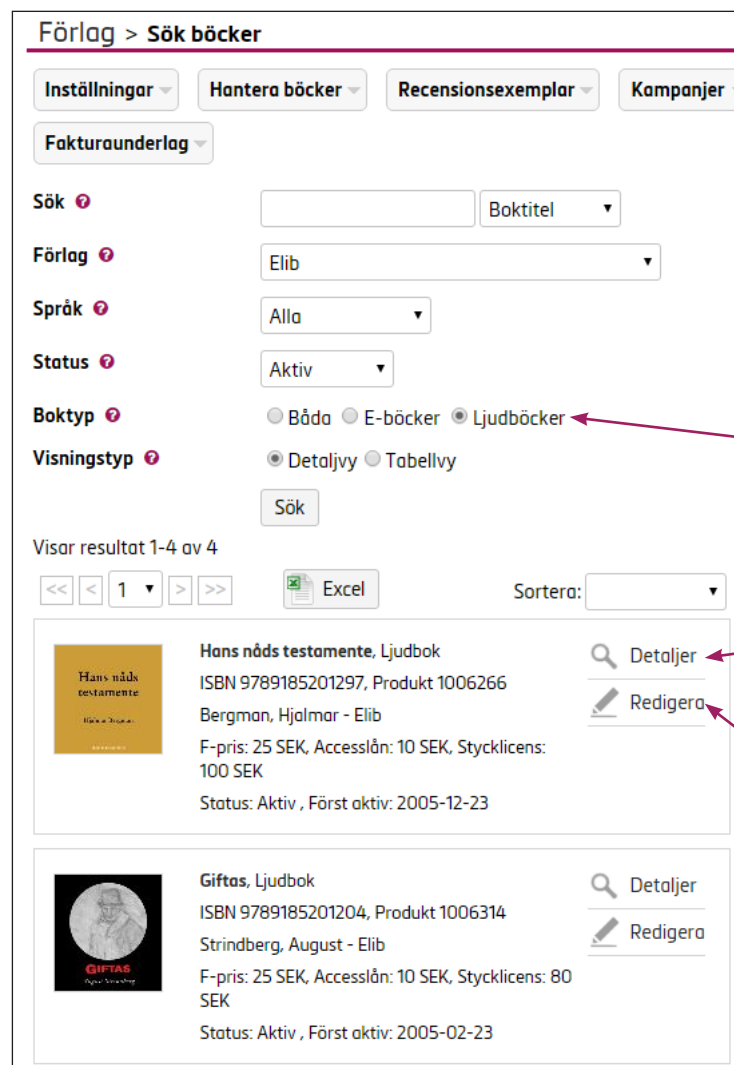 Förlag > Sök böcker
Inställningar Hantera böcker Recensionsexemplar Kampanjer
Fakturaunderlag
Sök ? Boktitel
Förlag ? Elib
Språk ? Alla
Status ? Aktiv
Boktyp ? Båda E-böcker Ljudböcker
Visningstyp ? Detaljvy Tabellvy
Sök
Visar resultat 1-4 av 4
<< < 1 > >> Excel Sortera:
Hans nåds
testamente
Hans nåds testamente, Ljudbok
ISBN 9789185201297, Produkt 1006266
Bergman, Hjalmar - Elib
F-pris: 25 SEK, Accesslån: 10 SEK, Stycklicens:
100 SEK
Status: Aktiv , Först aktiv: 2005-12-23
Detaljer
Redigera
GIFTAS
August Strindberg
Giftas, Ljudbok
ISBN 9789185201204, Produkt 1006314
Strindberg, August - Elib
F-pris: 25 SEK, Accesslån: 10 SEK, Stycklicens: 80
SEK
Status: Aktiv , Först aktiv: 2005-02-23
Detaljer
Redigera